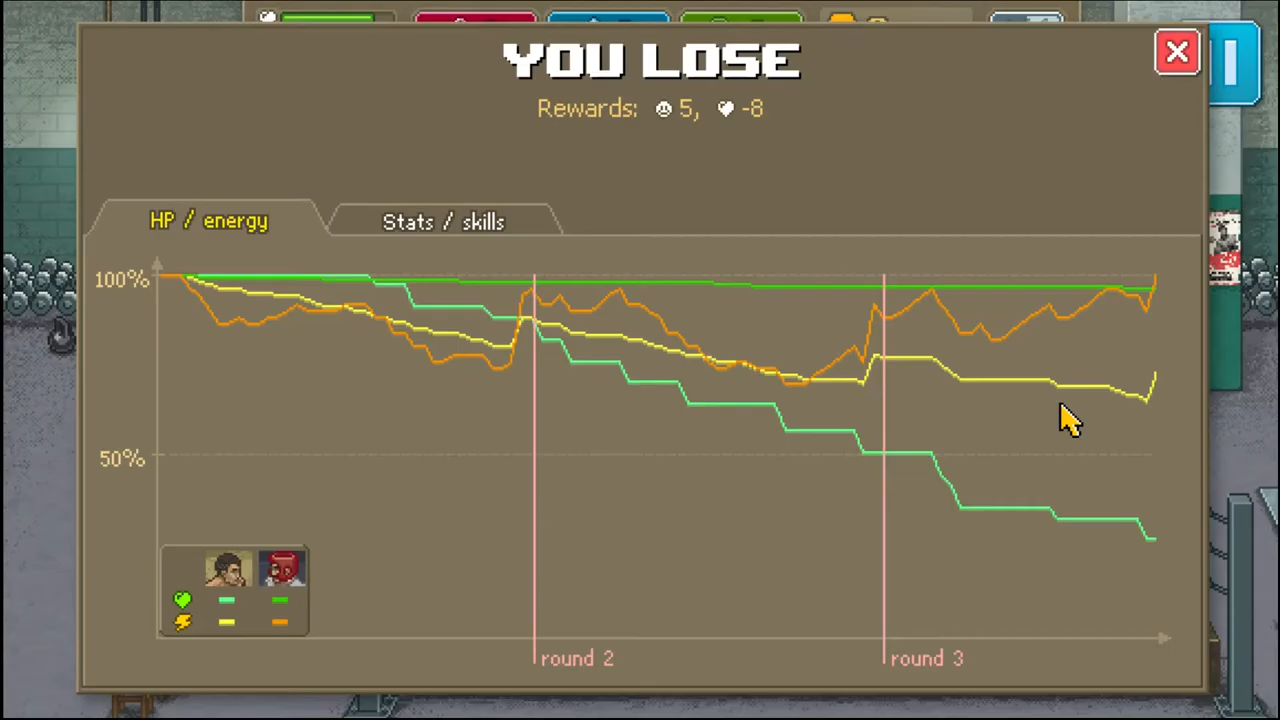 YOU LOSE
Rewards: 5, -8
HP / energy
Stats / skills
100%
50%
round 2
round 3